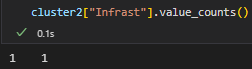 cluster2["Infrast"].value_counts()
✓ 0.1s
1 1